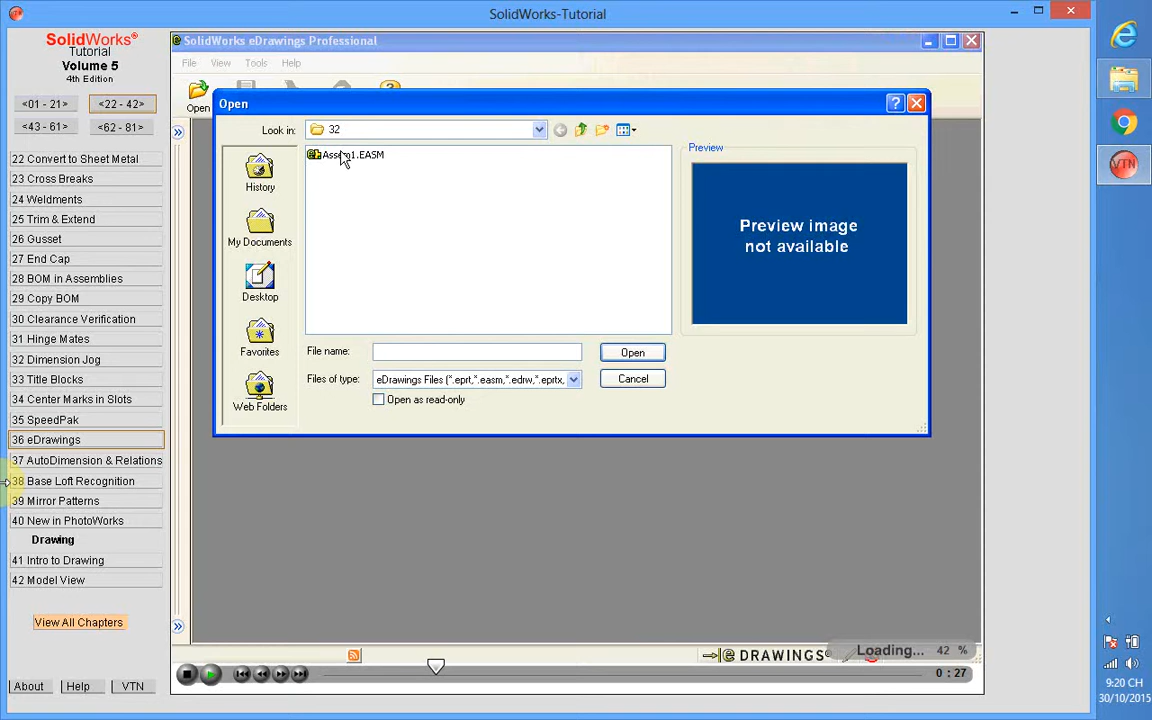 SolidWorks-Tutorial
SolidWorks®
Tutorial
Volume 5
4th Edition
<01 - 21>
<22 - 42>
<43 - 61>
<62 - 81>
22 Convert to Sheet Metal
23 Cross Breaks
24 Weldments
25 Trim & Extend
26 Gusset
27 End Cap
28 BOM in Assemblies
29 Copy BOM
30 Clearance Verification
31 Hinge Mates
32 Dimension Jog
33 Title Blocks
34 Center Marks in Slots
35 SpeedPak
36 eDrawings
37 AutoDimension & Relations
38 Base Loft Recognition
39 Mirror Patterns
40 New in PhotoWorks
Drawing
41 Intro to Drawing
42 Model View
View All Chapters
About
Help
VTN
SolidWorks eDrawings Professional
File View Tools Help
Open
Open
Look in: 32
Assem1.EASM
History
My Documents
Desktop
Favorites
Web Folders
Preview
Preview image
not available
File name:
Open
Files of type: eDrawings Files (*.eprt,*.easm,*.edrw,*.eprtx,
Cancel
Open as read-only
Loading... 42 %
eDRAWINGS®
0 : 27
VTN
9:20 CH
30/10/2015